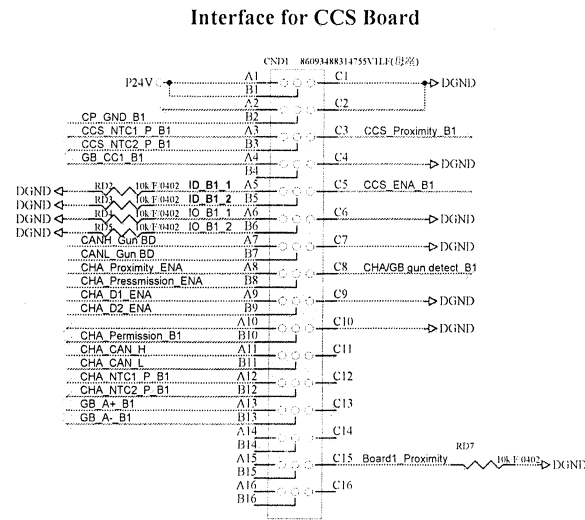 Interface for CCS Board
CND1 86093488314755V1LF(母座)
P24V A1 C1 DGND
B1
A2 C2
CP_GND_B1 B2
CCS_NTC1_P_B1 A3 C3 CCS_Proximity_B1
CCS_NTC2_P_B1 B3
GB_CC1_B1 A4 C4 DGND
B4
DGND RD2 10k/F/0402 ID_B1_1 A5 C5 CCS_ENA_B1
DGND RD3 10k/F/0402 ID_B1_2 B5
DGND RD4 10k/F/0402 IO_B1_1 A6 C6 DGND
DGND RD5 10k/F/0402 IO_B1_2 B6
CANH_Gun BD A7 C7 DGND
CANL_Gun BD B7
CHA_Proximity_ENA A8 C8 CHA/GB gun detect_B1
CHA_Pressmission_ENA B8
CHA_D1_ENA A9 C9 DGND
CHA_D2_ENA B9
A10 C10 DGND
CHA_Permission_B1 B10
CHA_CAN_H A11 C11
CHA_CAN_L B11
CHA_NTC1_P_B1 A12 C12
CHA_NTC2_P_B1 B12
GB_A+_B1 A13 C13
GB_A-_B1 B13
A14 C14
B14
A15 C15 Board1_Proximity RD7 10k/F/0402 DGND
B15
A16 C16
B16